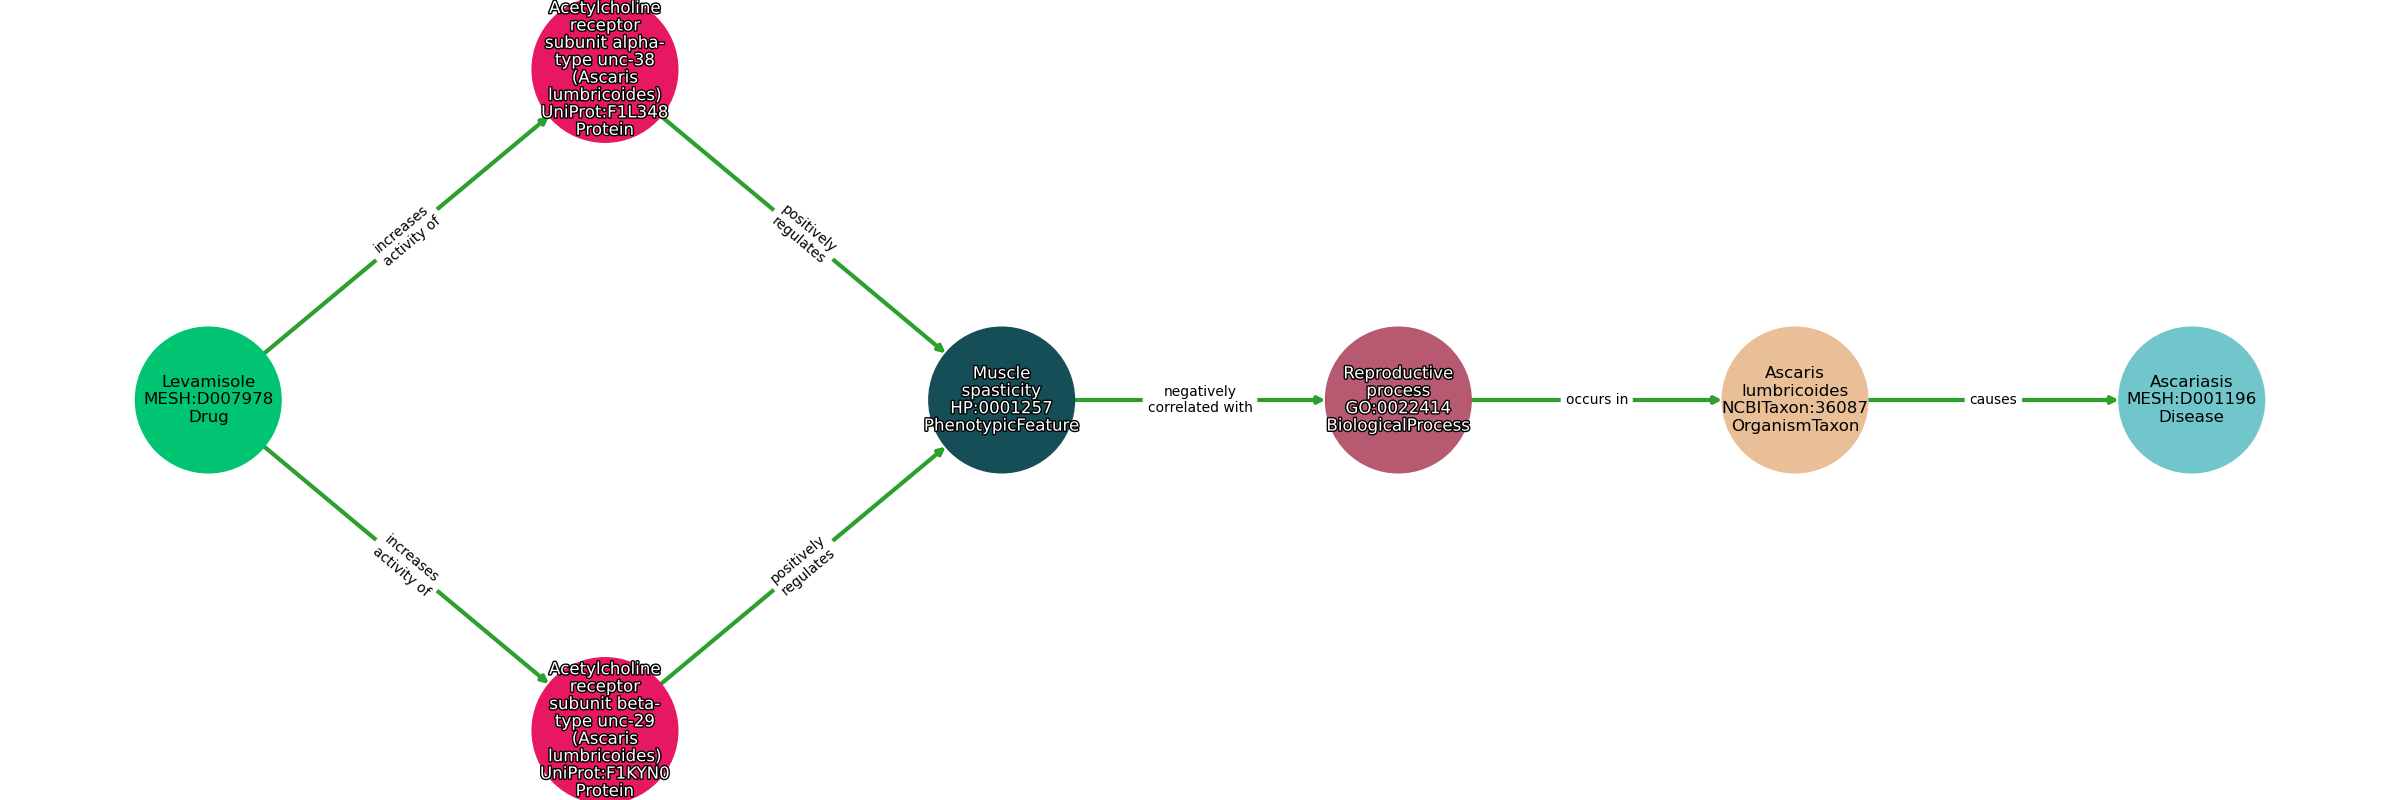 Acetylcholine
receptor
subunit alpha-
type unc-38
(Ascaris
lumbricoides)
UniProt:F1L348
Protein
increases
activity of
positively
regulates
Levamisole
MESH:D007978
Drug
Muscle
spasticity
HP:0001257
PhenotypicFeature
negatively
correlated with
Reproductive
process
GO:0022414
BiologicalProcess
occurs in
Ascaris
lumbricoides
NCBITaxon:36087
OrganismTaxon
causes
Ascariasis
MESH:D001196
Disease
increases
activity of
positively
regulates
Acetylcholine
receptor
subunit beta-
type unc-29
(Ascaris
lumbricoides)
UniProt:F1KYN0
Protein